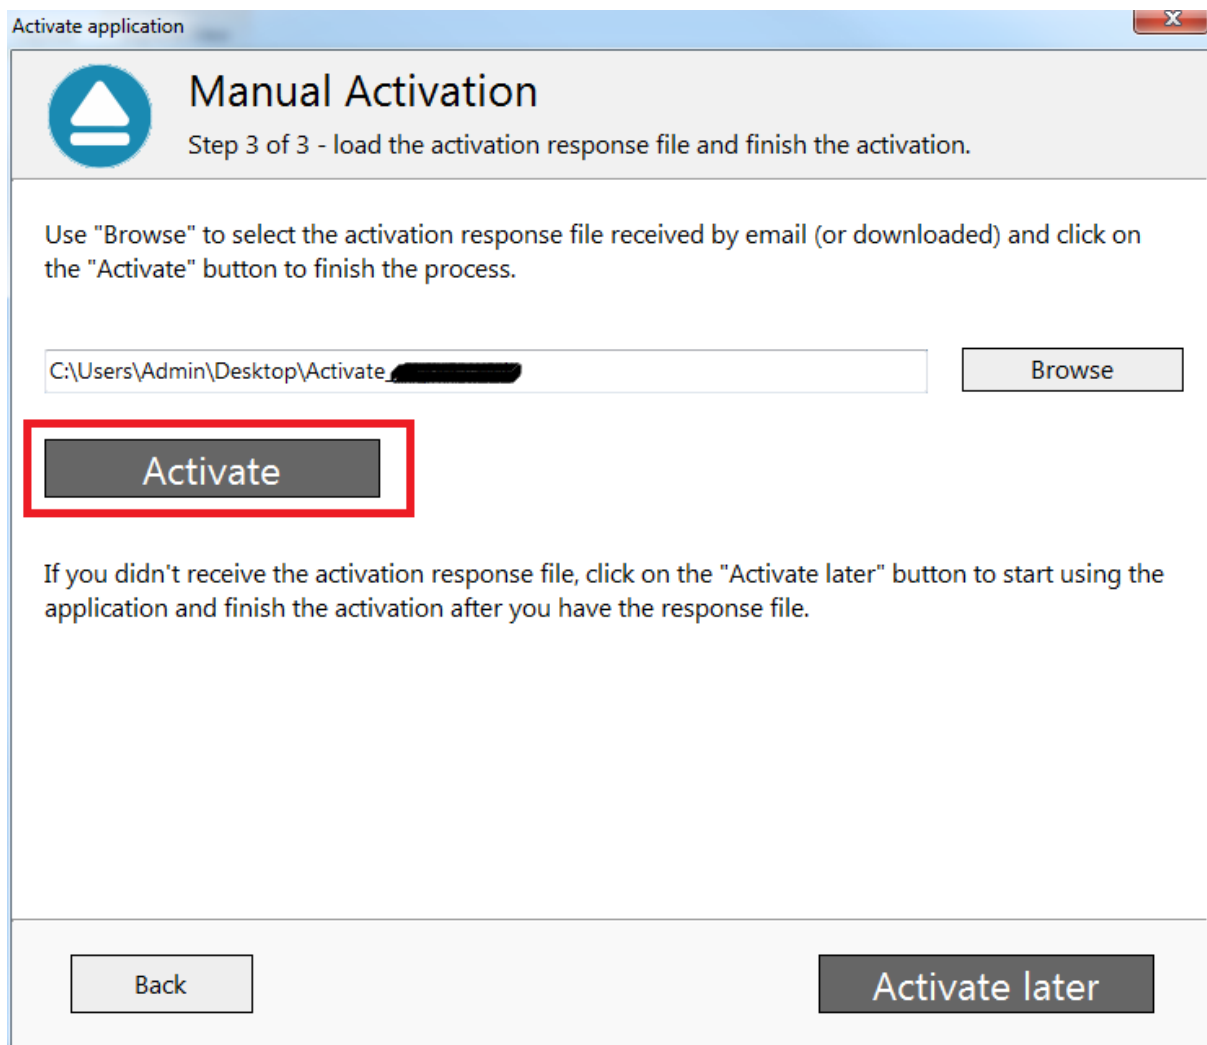 Activate application
x
Manual Activation
Step 3 of 3 - load the activation response file and finish the activation.
Use "Browse" to select the activation response file received by email (or downloaded) and click on
the "Activate" button to finish the process.
C:\Users\Admin\Desktop\Activate_
Browse
Activate
If you didn't receive the activation response file, click on the "Activate later" button to start using the
application and finish the activation after you have the response file.
Back
Activate later